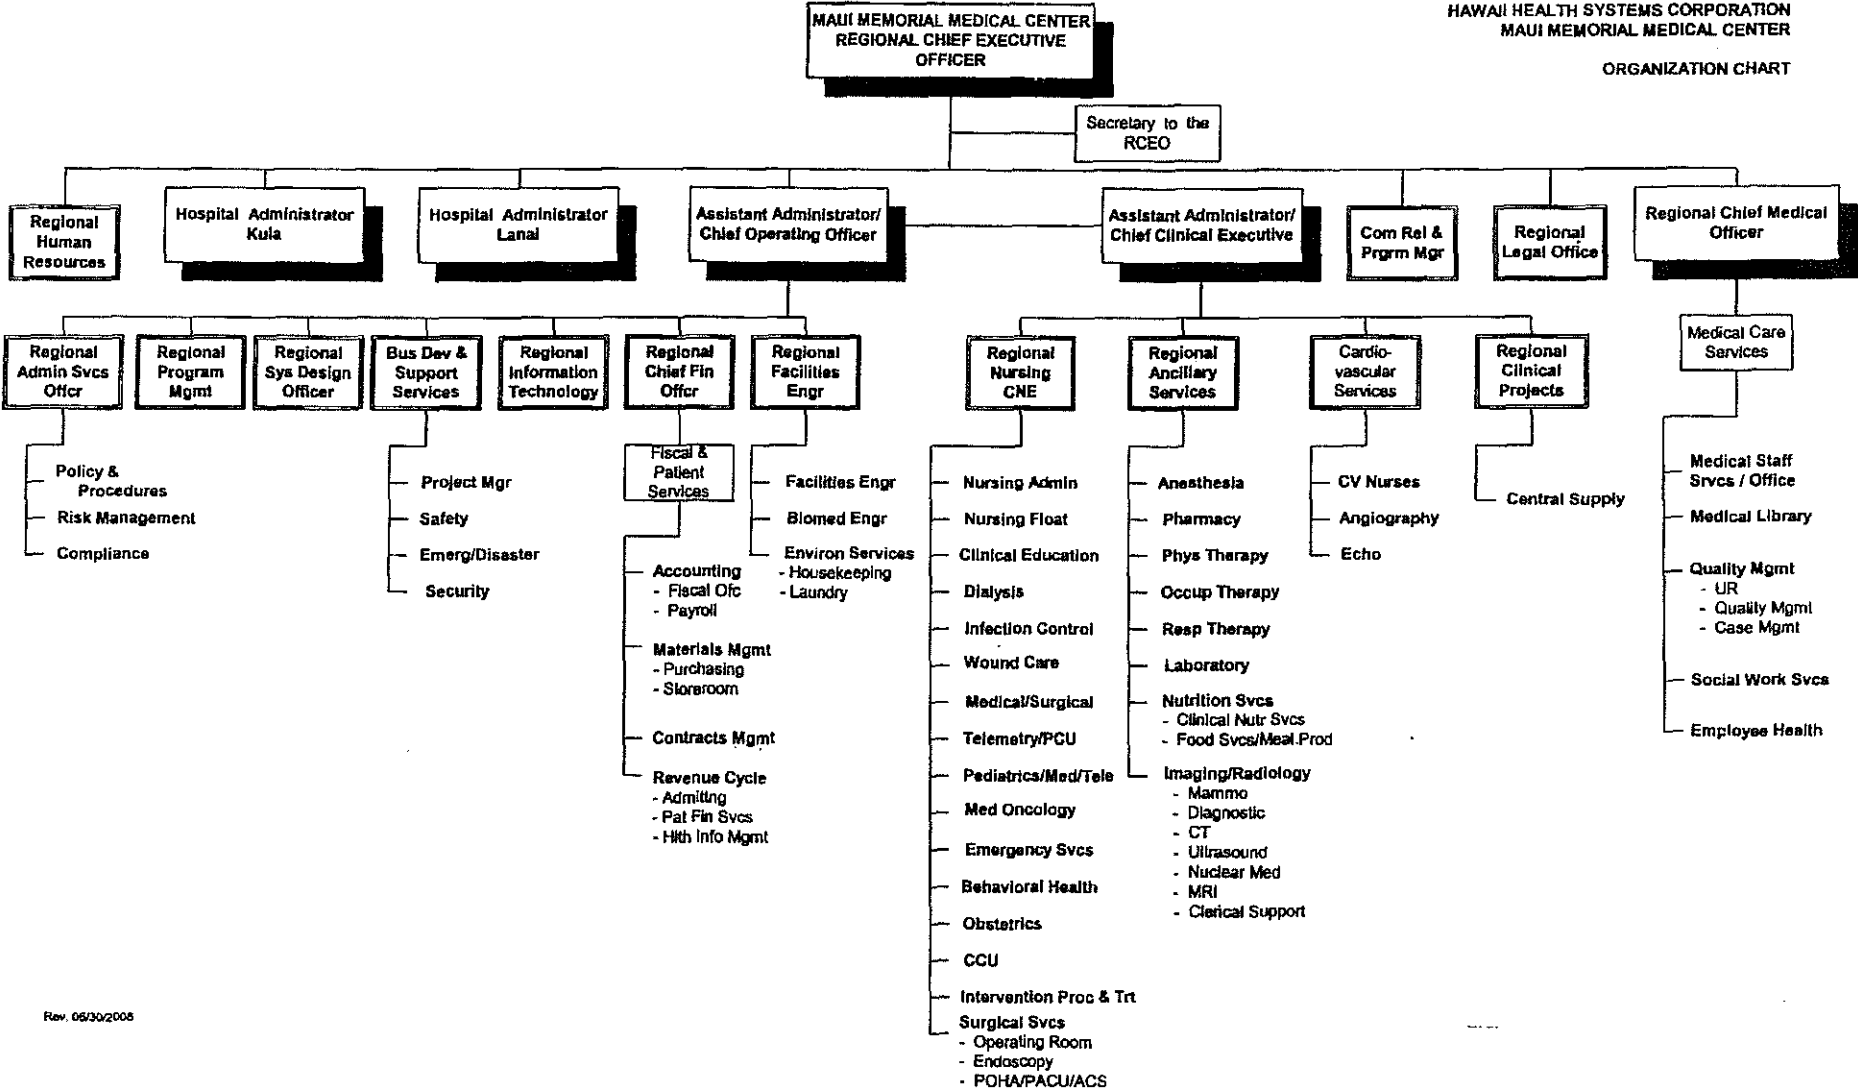 HAWAII HEALTH SYSTEMS CORPORATION
MAUI MEMORIAL MEDICAL CENTER
ORGANIZATION CHART
MAUI MEMORIAL MEDICAL CENTER
REGIONAL CHIEF EXECUTIVE
OFFICER
Secretary to the
RCEO
Regional
Human
Resources
Hospital Administrator
Kula
Hospital Administrator
Lanai
Assistant Administrator/
Chief Operating Officer
Assistant Administrator/
Chief Clinical Executive
Com Rel &
Prgrm Mgr
Regional
Legal Office
Regional Chief Medical
Officer
Regional
Admin Svcs
Offcr
Regional
Program
Mgmt
Regional
Sys Design
Officer
Bus Dev &
Support
Services
Regional
Information
Technology
Regional
Chief Fin
Offcr
Regional
Facilities
Engr
Regional
Nursing
CNE
Regional
Ancillary
Services
Cardio-
vascular
Services
Regional
Clinical
Projects
Medical Care
Services
Policy &
Procedures
Risk Management
Compliance
Project Mgr
Safety
Emerg/Disaster
Security
Fiscal &
Patient
Services
Accounting
- Fiscal Ofc
- Payroll
Materials Mgmt
- Purchasing
- Storeroom
Contracts Mgmt
Revenue Cycle
- Admitting
- Pat Fin Svcs
- Hlth Info Mgmt
Facilities Engr
Biomed Engr
Environ Services
- Housekeeping
- Laundry
Nursing Admin
Nursing Float
Clinical Education
Dialysis
Infection Control
Wound Care
Medical/Surgical
Telemetry/PCU
Pediatrics/Med/Tele
Med Oncology
Emergency Svcs
Behavioral Health
Obstetrics
CCU
Intervention Proc & Trt
Surgical Svcs
- Operating Room
- Endoscopy
- POHA/PACU/ACS
Anesthesia
Pharmacy
Phys Therapy
Occup Therapy
Resp Therapy
Laboratory
Nutrition Svcs
- Clinical Nutr Svcs
- Food Svcs/Meal Prod
Imaging/Radiology
- Mammo
- Diagnostic
- CT
- Ultrasound
- Nuclear Med
- MRI
- Clerical Support
CV Nurses
Angiography
Echo
Central Supply
Medical Staff
Srvcs / Office
Medical Library
Quality Mgmt
- UR
- Quality Mgmt
- Case Mgmt
Social Work Svcs
Employee Health
Rev. 06/30/2008